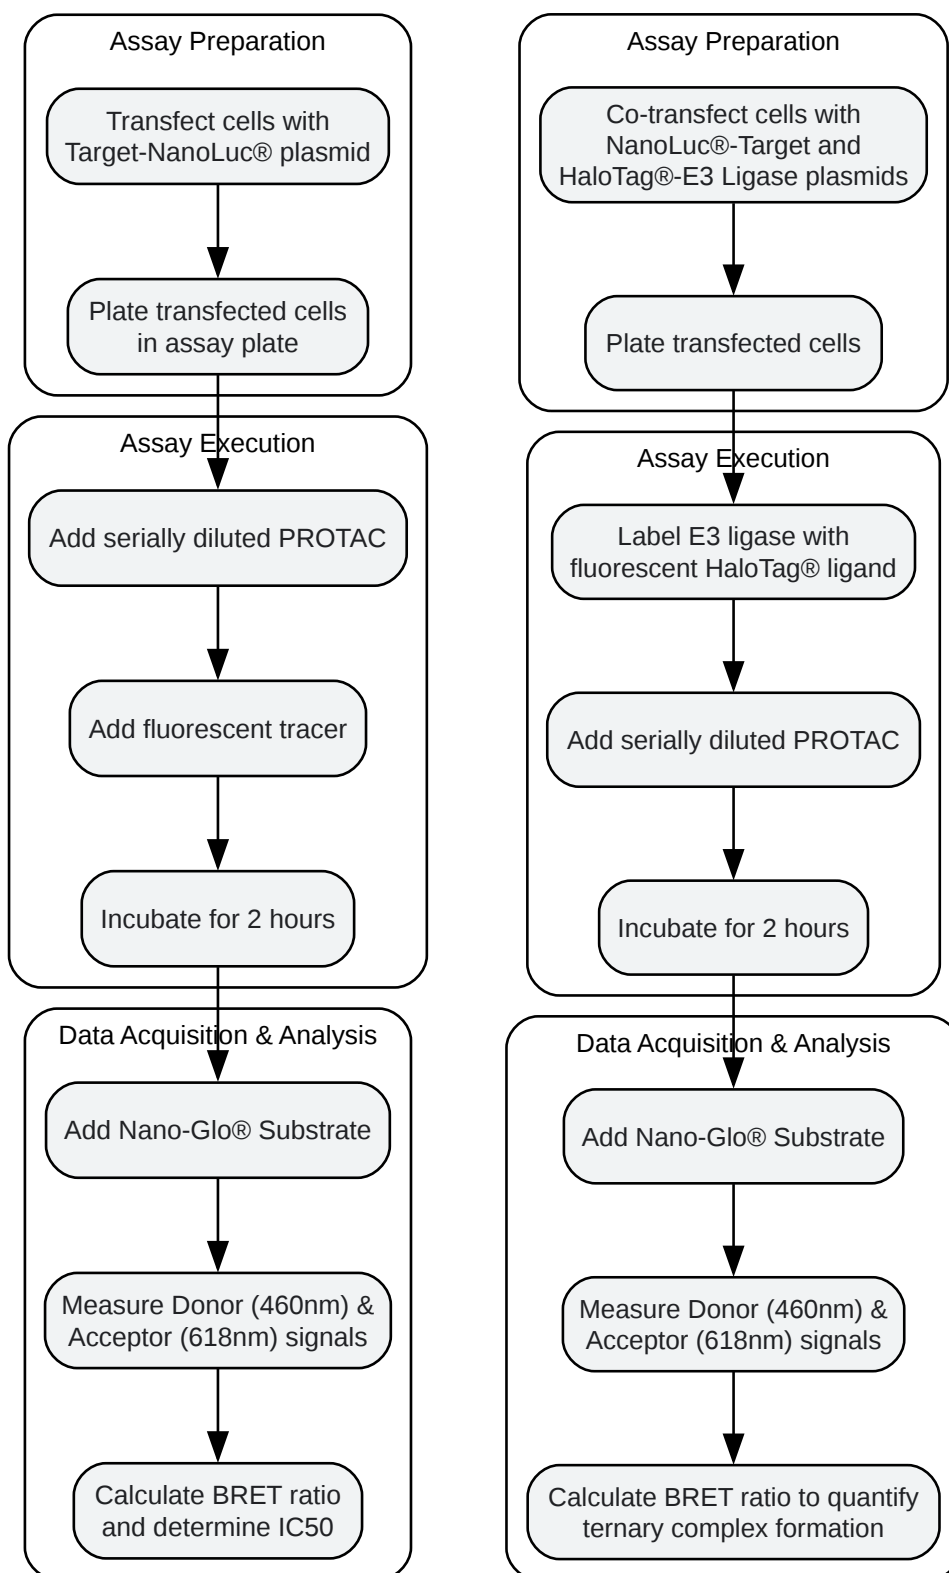 Assay Preparation
Transfect cells with
Target-NanoLuc® plasmid
Plate transfected cells
in assay plate
Assay Execution
Add serially diluted PROTAC
Add fluorescent tracer
Incubate for 2 hours
Data Acquisition & Analysis
Add Nano-Glo® Substrate
Measure Donor (460nm) &
Acceptor (618nm) signals
Calculate BRET ratio
and determine IC50
Assay Preparation
Co-transfect cells with
NanoLuc®-Target and
HaloTag®-E3 Ligase plasmids
Plate transfected cells
Assay Execution
Label E3 ligase with
fluorescent HaloTag® ligand
Add serially diluted PROTAC
Incubate for 2 hours
Data Acquisition & Analysis
Add Nano-Glo® Substrate
Measure Donor (460nm) &
Acceptor (618nm) signals
Calculate BRET ratio to quantify
ternary complex formation